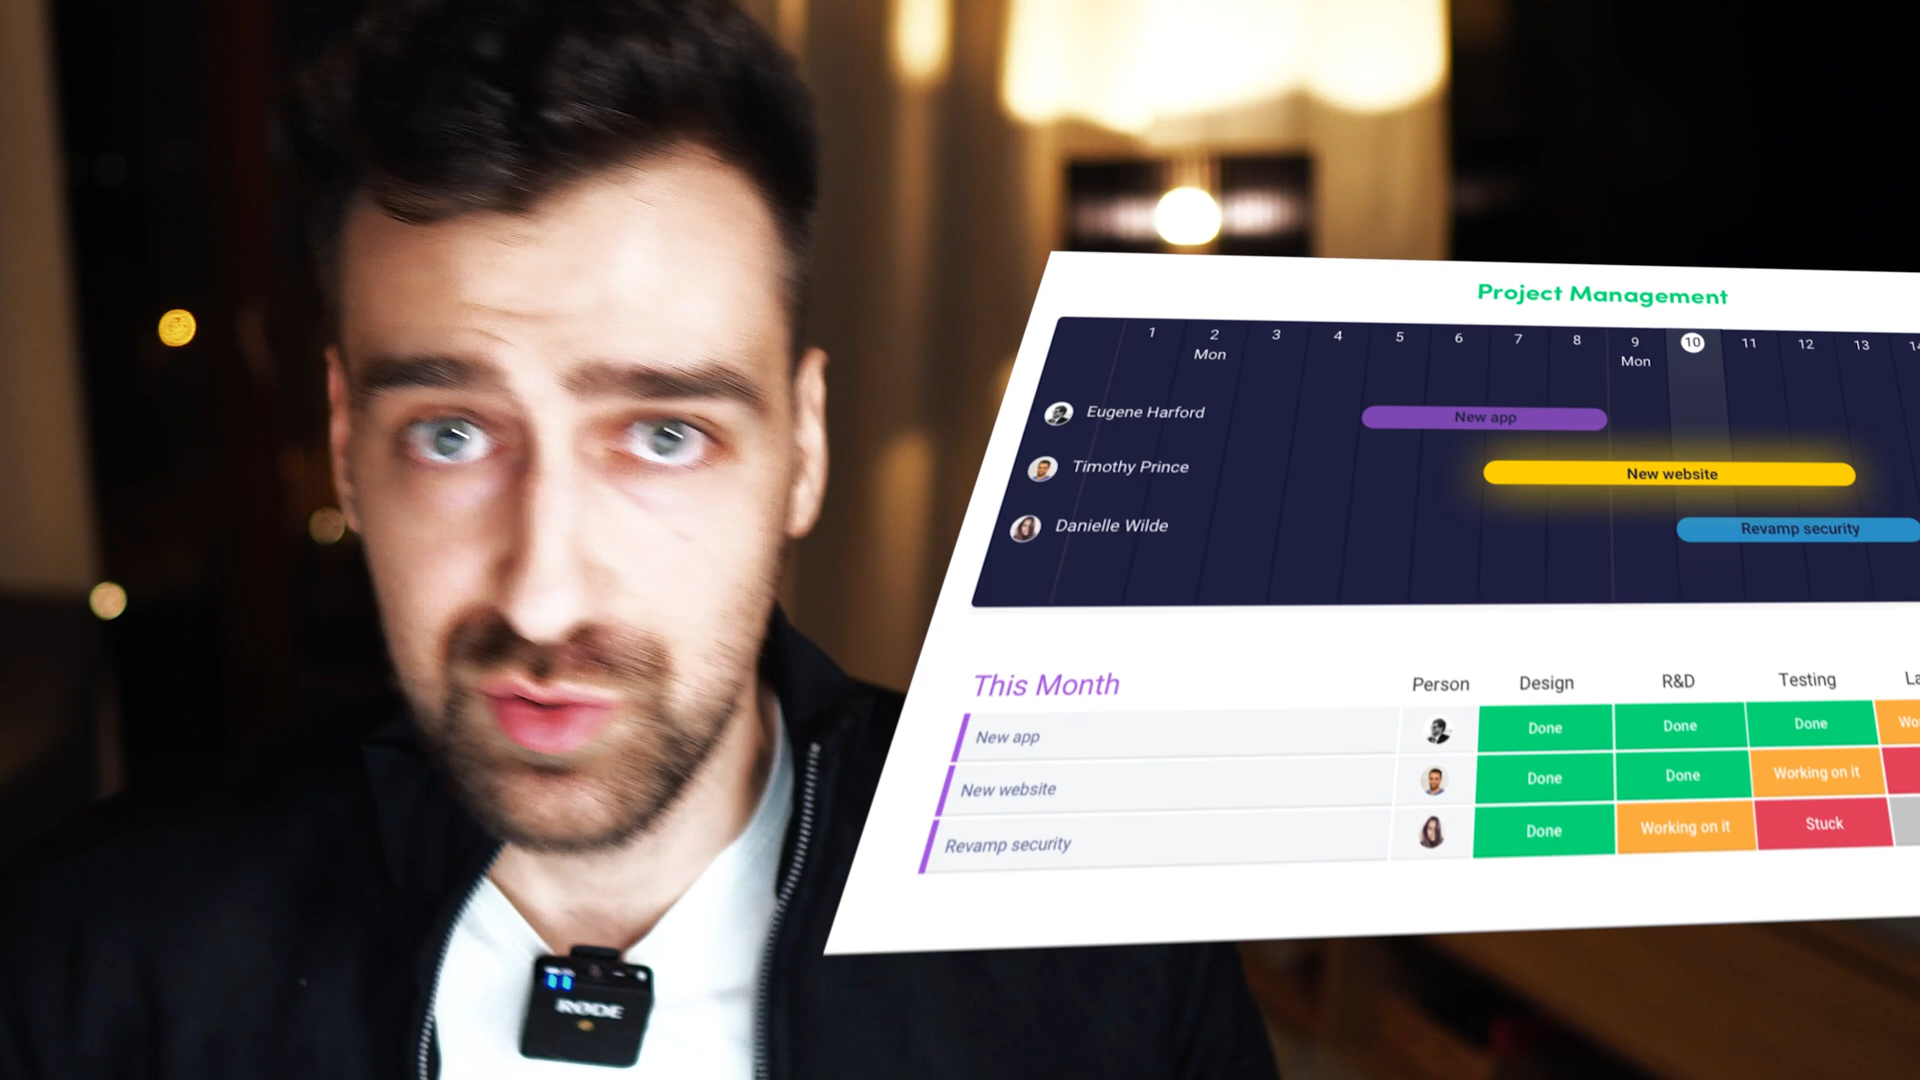 Project Management
1 2 3 4 5 6 7 8 9 10 11 12 13
Mon Mon
Eugene Harford New app
Timothy Prince New website
Danielle Wilde Revamp security
This Month Person Design R&D Testing
New app Done Done Done
New website Done Done Working on it
Revamp security Done Working on it Stuck
RØDE